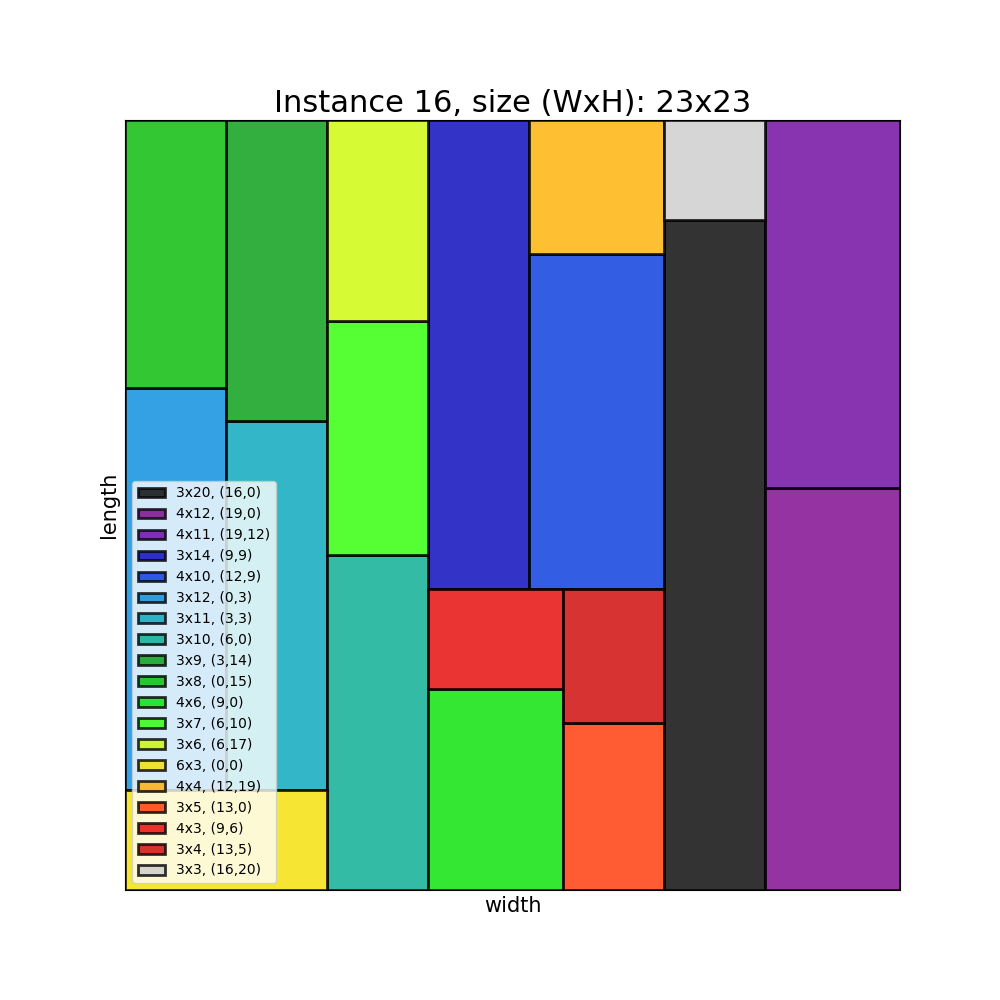 Instance 16, size (WxH): 23x23
length
3x20, (16,0)
4x12, (19,0)
4x11, (19,12)
3x14, (9,9)
4x10, (12,9)
3x12, (0,3)
3x11, (3,3)
3x10, (6,0)
3x9, (3,14)
3x8, (0,15)
4x6, (9,0)
3x7, (6,10)
3x6, (6,17)
6x3, (0,0)
4x4, (12,19)
3x5, (13,0)
4x3, (9,6)
3x4, (13,5)
3x3, (16,20)
width